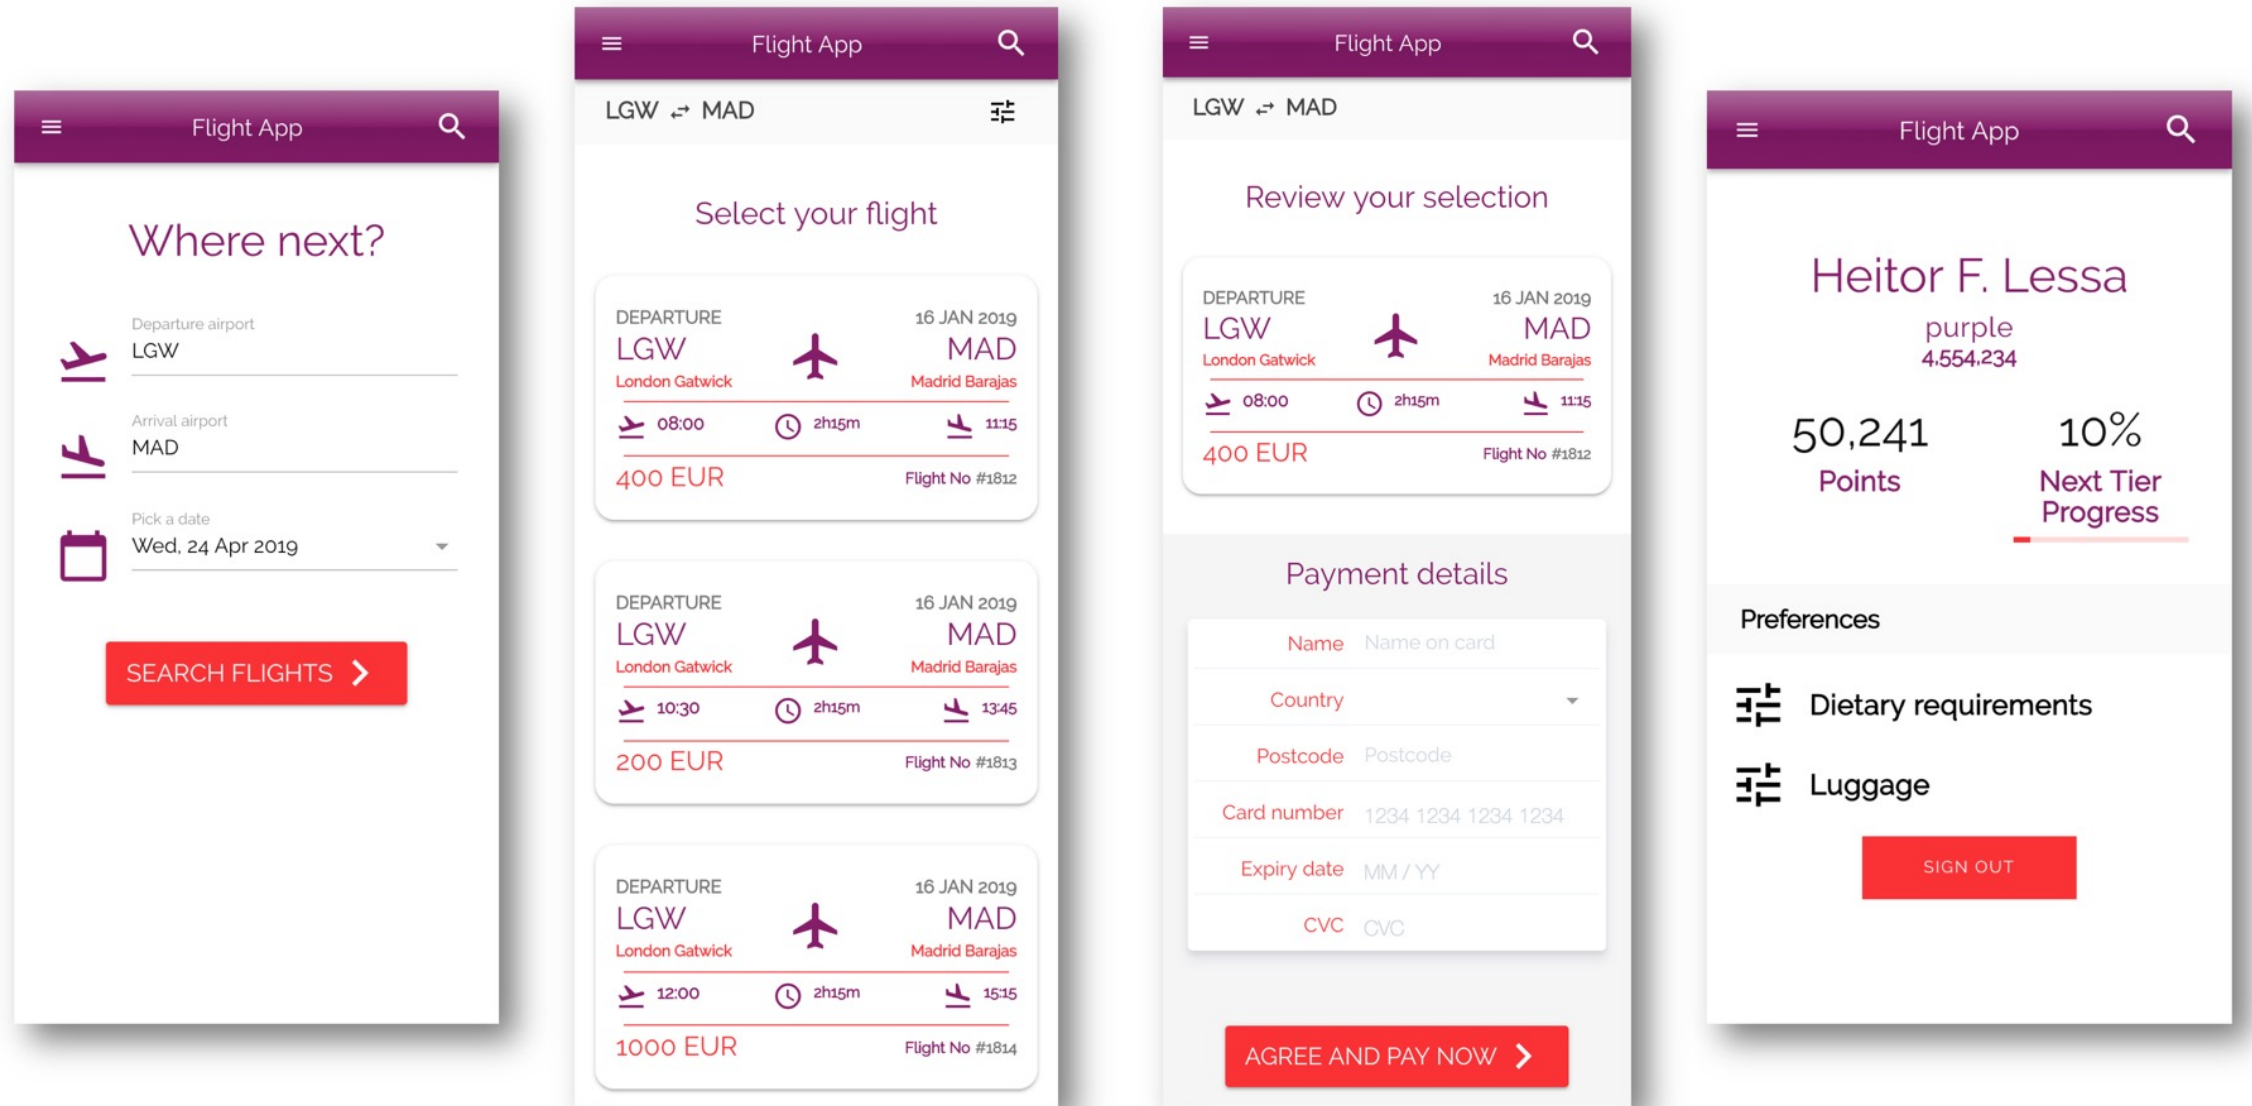 Flight App
Where next?
Departure airport
LGW
Arrival airport
MAD
Pick a date
Wed, 24 Apr 2019
SEARCH FLIGHTS
Flight App
LGW MAD
Select your flight
DEPARTURE 16 JAN 2019
LGW MAD
London Gatwick Madrid Barajas
08:00 2h15m 11:15
400 EUR Flight No #1812
DEPARTURE 16 JAN 2019
LGW MAD
London Gatwick Madrid Barajas
10:30 2h15m 13:45
200 EUR Flight No #1813
DEPARTURE 16 JAN 2019
LGW MAD
London Gatwick Madrid Barajas
12:00 2h15m 15:15
1000 EUR Flight No #1814
Flight App
LGW MAD
Review your selection
DEPARTURE 16 JAN 2019
LGW MAD
London Gatwick Madrid Barajas
08:00 2h15m 11:15
400 EUR Flight No #1812
Payment details
Name Name on card
Country
Postcode Postcode
Card number 1234 1234 1234 1234
Expiry date MM / YY
CVC CVC
AGREE AND PAY NOW
Flight App
Heitor F. Lessa
purple
4,554,234
50,241 10%
Points Next Tier
Progress
Preferences
Dietary requirements
Luggage
SIGN OUT